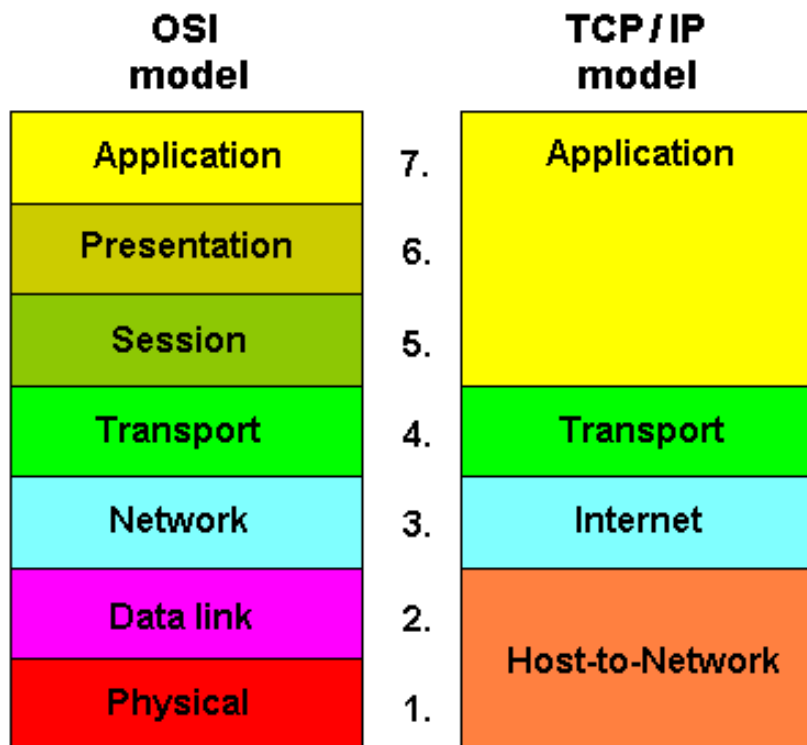 OSI
model
TCP / IP
model
Application
7.
Application
Presentation
6.
Session
5.
Transport
4.
Transport
Network
3.
Internet
Data link
2.
Host-to-Network
Physical
1.